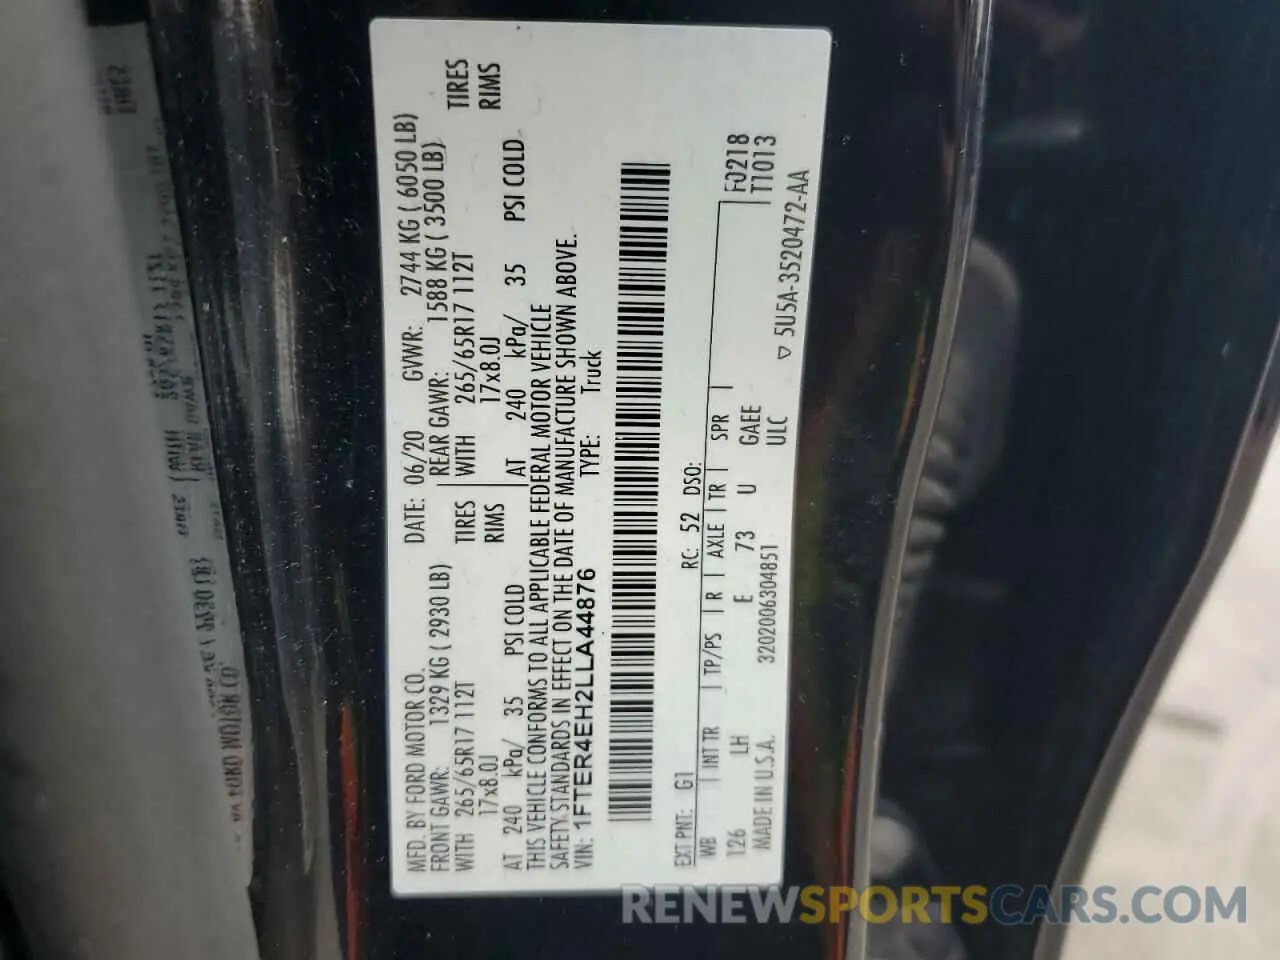 MFD. BY FORD MOTOR CO. DATE: 06/20 GVWR: 2744 KG ( 6050 LB)
FRONT GAWR: 1329 KG ( 2930 LB) REAR GAWR: 1588 KG ( 3500 LB)
WITH 265/65R17 112T TIRES WITH 265/65R17 112T TIRES
17x8.0J RIMS 17x8.0J RIMS
AT 240 kPa/ 35 PSI COLD AT 240 kPa/ 35 PSI COLD
THIS VEHICLE CONFORMS TO ALL APPLICABLE FEDERAL MOTOR VEHICLE
SAFETY STANDARDS IN EFFECT ON THE DATE OF MANUFACTURE SHOWN ABOVE.
VIN: 1FTER4EH2LLA44876 TYPE: Truck
EXT PNT: G1 RC: 52 DSO: F0218
WB INT TR TP/PS R AXLE TR SPR T1013
126 LH E 73 U GAEE
MADE IN U.S.A. 3202006304851 ULC
▽ 5U5A-3520472-AA
RENEWSPORTSCARS.COM